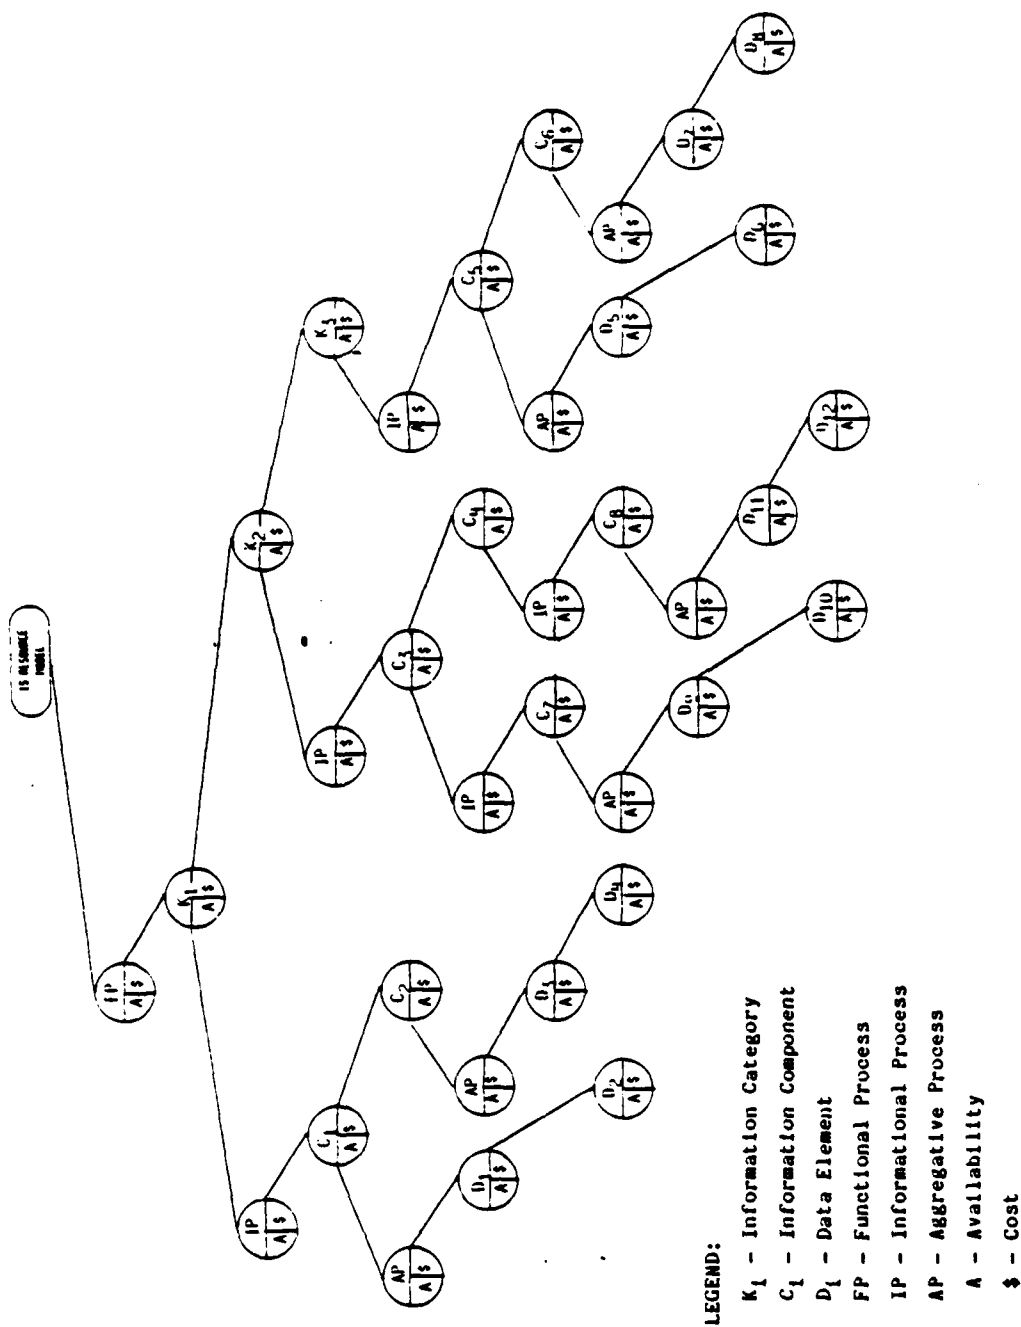 IS RESOURCE
MODEL
FP
A $
K1
A $
IP
A $
K2
A $
C1
A $
IP
A $
K3
A $
AP
A $
C2
A $
C3
A $
IP
A $
D1
A $
AP
A $
IP
A $
C4
A $
C5
A $
D3
A $
C7
A $
IP
A $
AP
A $
C6
A $
D2
A $
D4
A $
AP
A $
C8
A $
D5
A $
AP
A $
D9
A $
AP
A $
D7
A $
D11
A $
D6
A $
D8
A $
D10
A $
D12
A $
LEGEND:
Ki - Information Category
Ci - Information Component
Di - Data Element
FP - Functional Process
IP - Informational Process
AP - Aggregative Process
A - Availability
$ - Cost